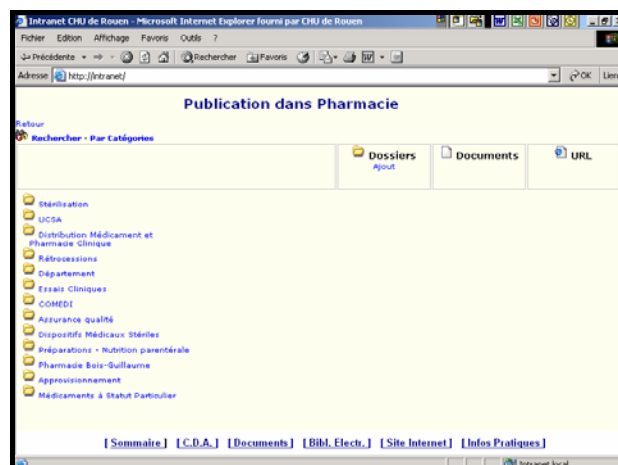 Intranet CHU de Rouen - Microsoft Internet Explorer fourni par CHU de Rouen
Fichier Edition Affichage Favoris Outils ?
Précédente Rechercher Favoris
Adresse http://intranet/ OK Lien
Publication dans Pharmacie
Retour
Rechercher - Par Catégories
Dossiers Documents URL
Ajout
Stérilisation
UCSA
Distribution Médicament et
Pharmacie Clinique
Rétrocessions
Département
Essais Cliniques
COMEDI
Assurance qualité
Dispositifs Médicaux Stériles
Préparations - Nutrition parentérale
Pharmacie Bois-Guillaume
Approvisionnement
Médicaments à Statut Particulier
[ Sommaire ] [ C.D.A. ] [ Documents ] [ Bibl. Electr. ] [ Site Internet ] [ Infos Pratiques ]
Intranet local